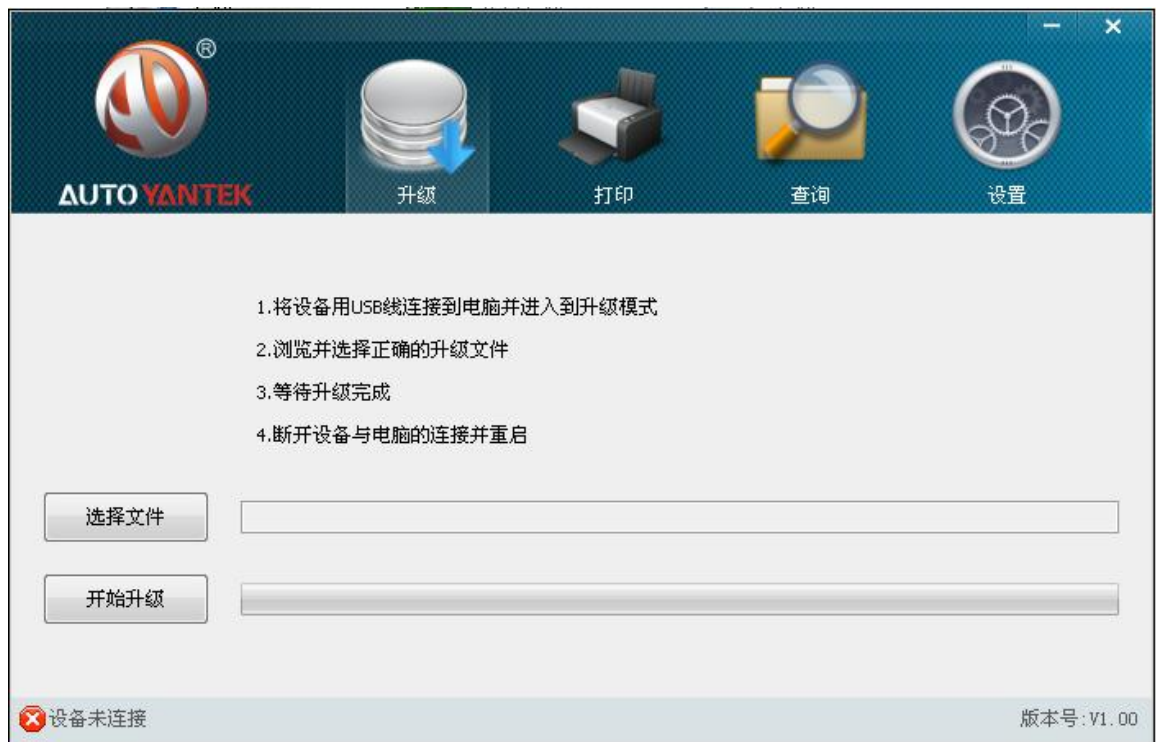 ®
AUTO YANTEK
升级
打印
查询
设置
1.将设备用USB线连接到电脑并进入到升级模式
2.浏览并选择正确的升级文件
3.等待升级完成
4.断开设备与电脑的连接并重启
选择文件
开始升级
设备未连接
版本号:V1.00